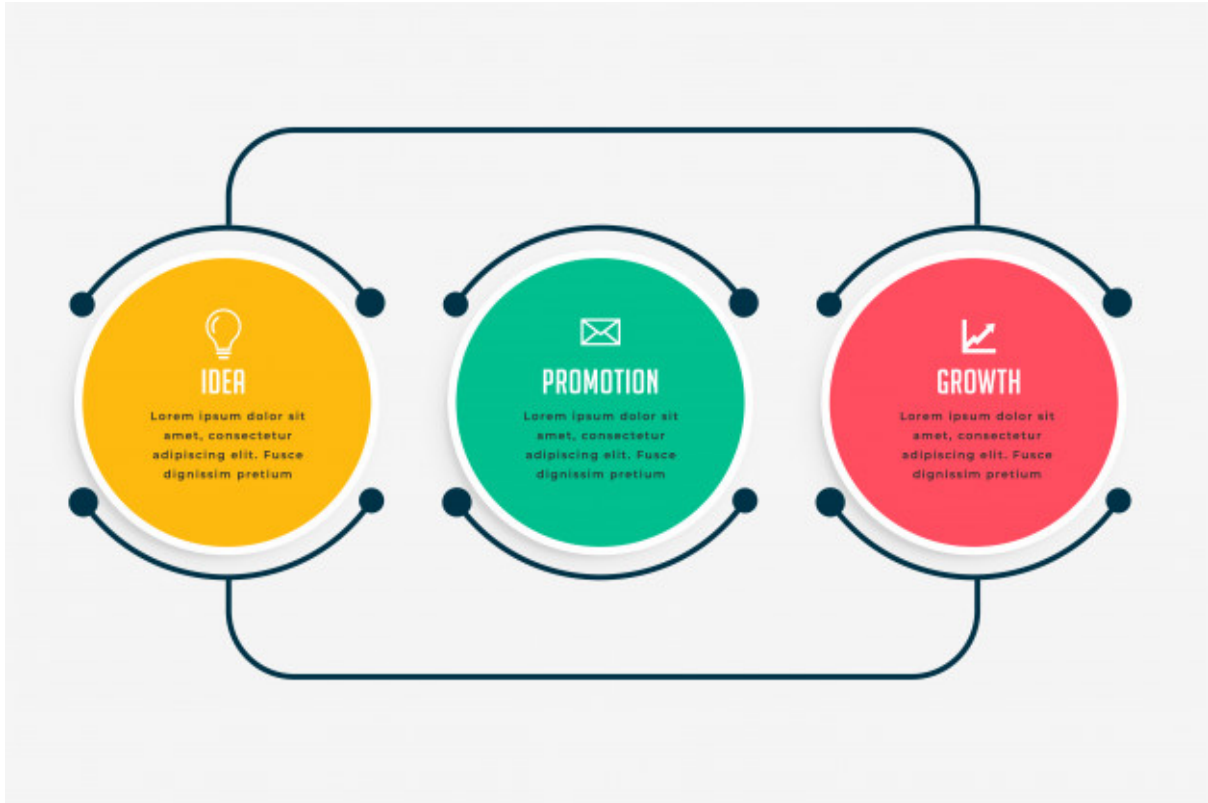 IDEA
Lorem ipsum dolor sit
amet, consectetur
adipiscing elit. Fusce
dignissim pretium
PROMOTION
Lorem ipsum dolor sit
amet, consectetur
adipiscing elit. Fusce
dignissim pretium
GROWTH
Lorem ipsum dolor sit
amet, consectetur
adipiscing elit. Fusce
dignissim pretium